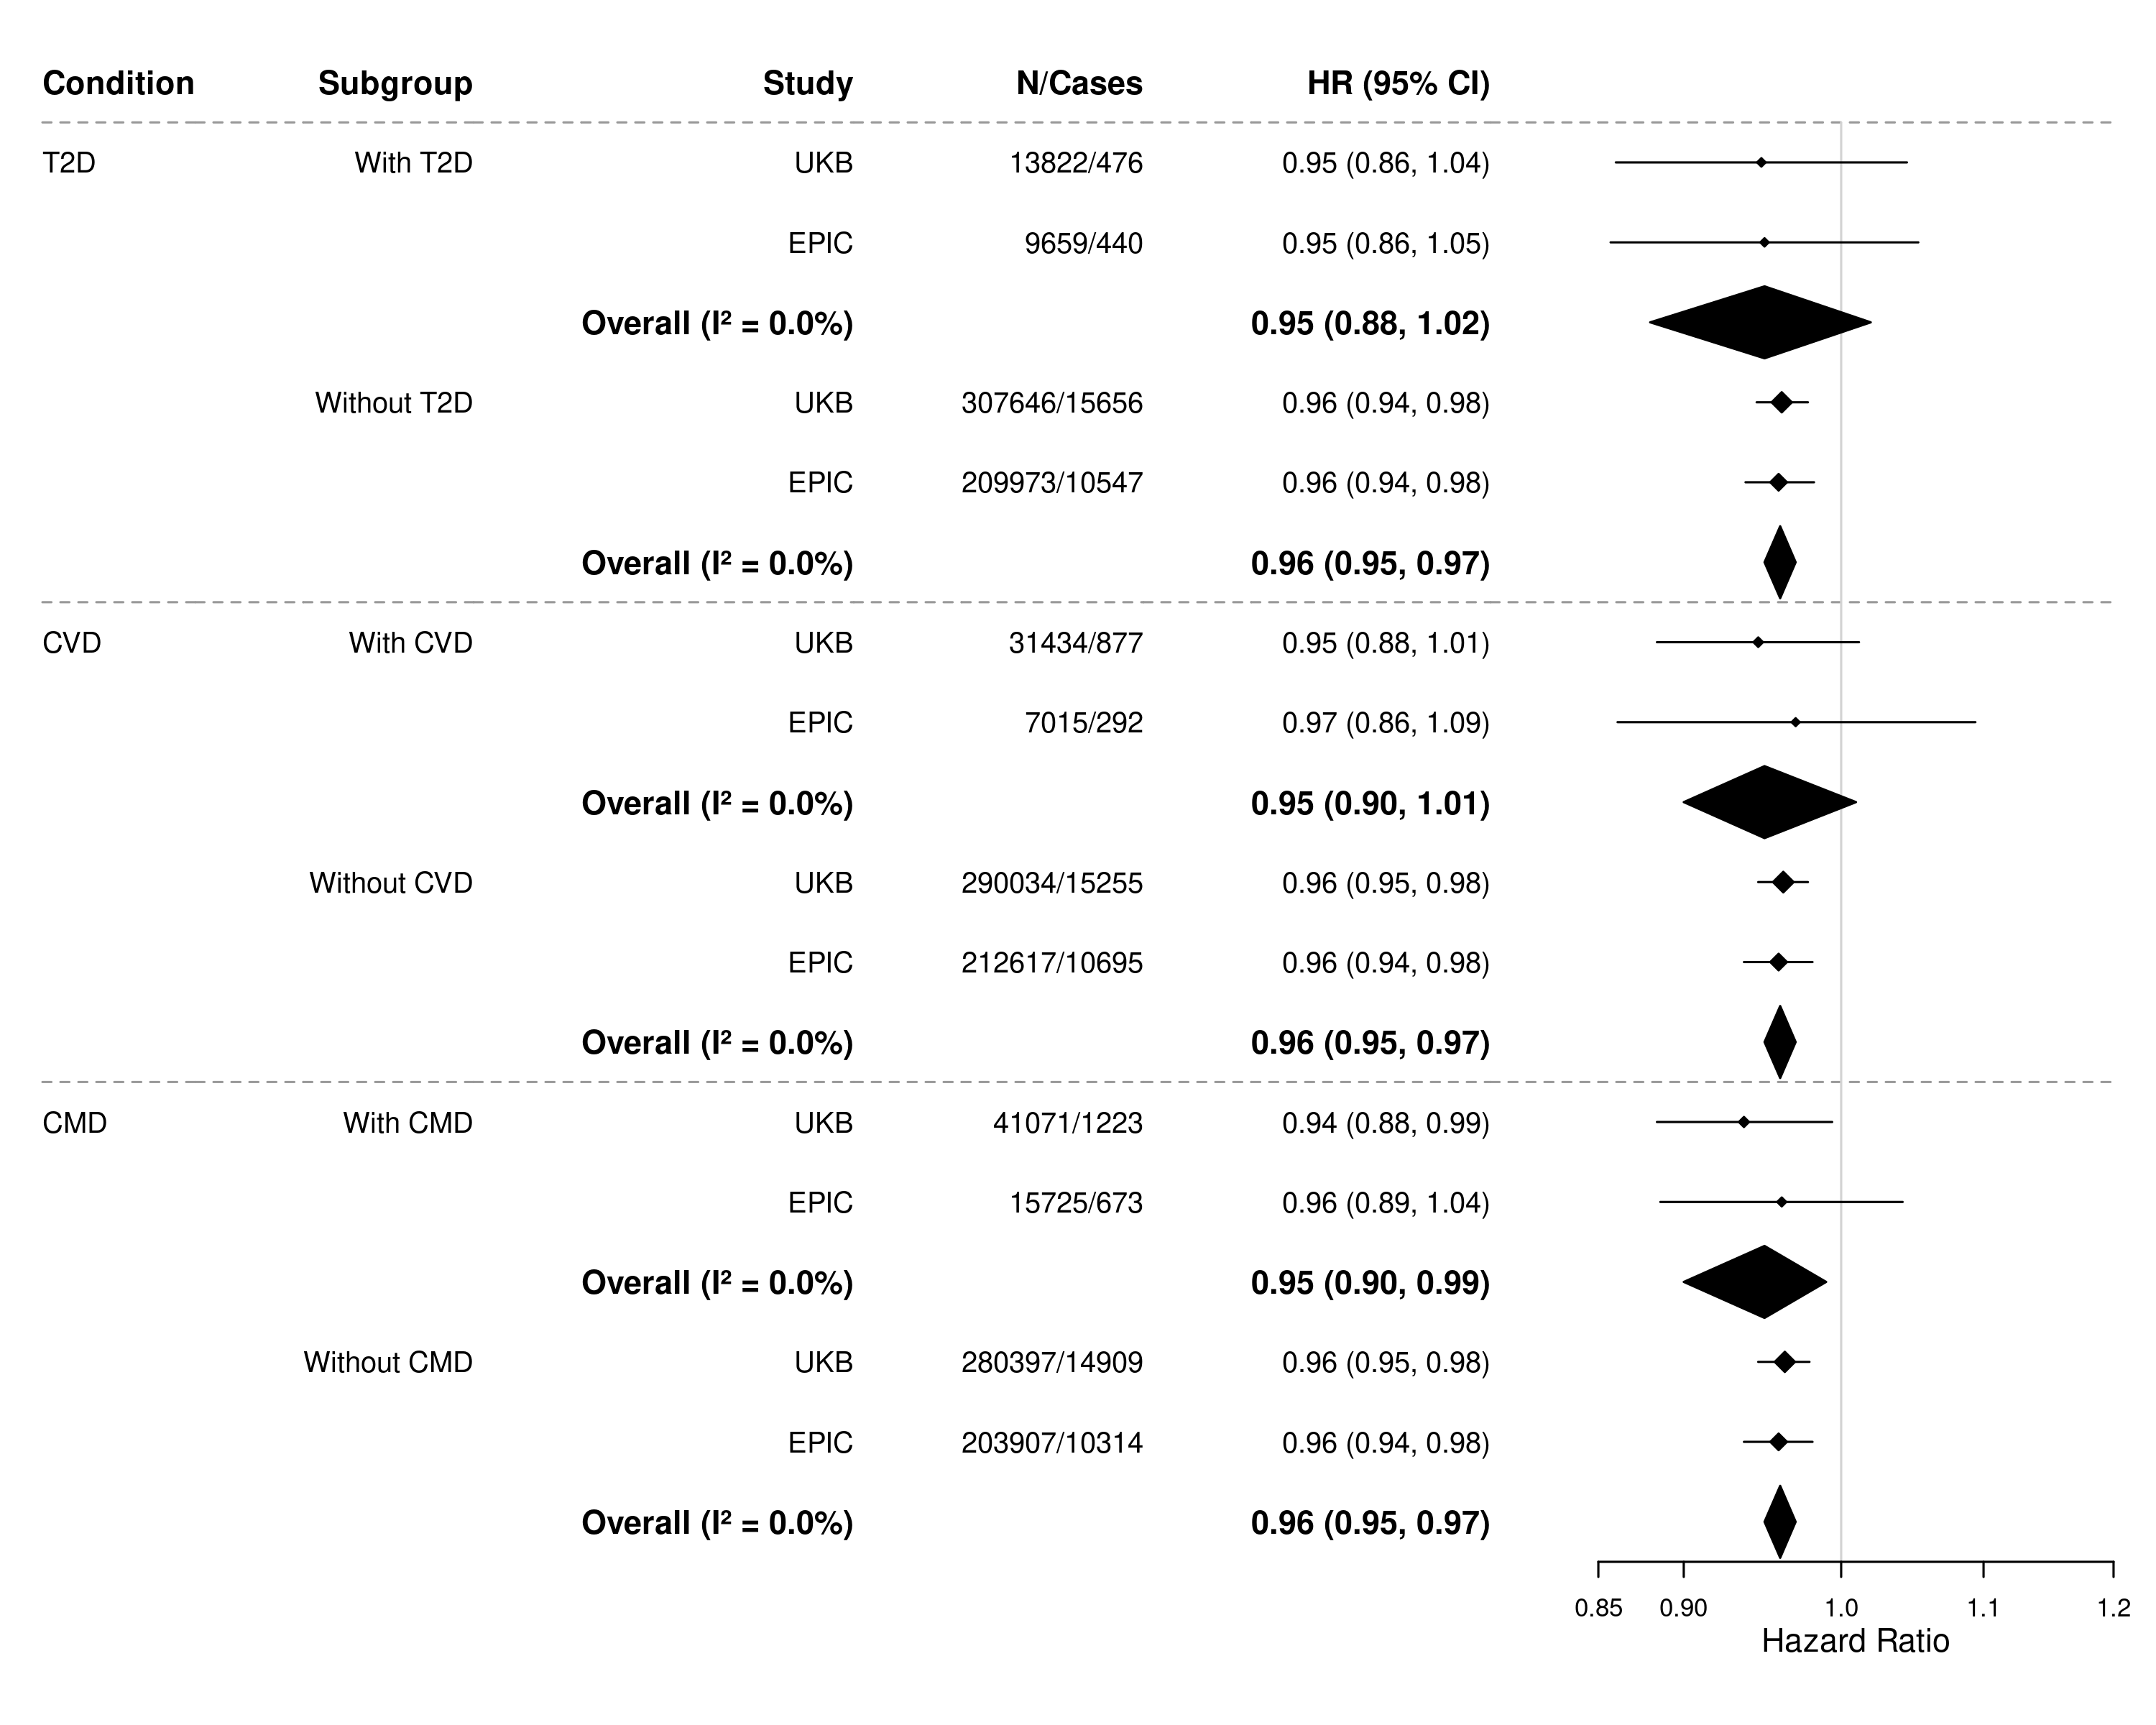 Condition Subgroup Study N/Cases HR (95% CI)
T2D With T2D UKB 13822/476 0.95 (0.86, 1.04)
EPIC 9659/440 0.95 (0.86, 1.05)
Overall (I² = 0.0%) 0.95 (0.88, 1.02)
Without T2D UKB 307646/15656 0.96 (0.94, 0.98)
EPIC 209973/10547 0.96 (0.94, 0.98)
Overall (I² = 0.0%) 0.96 (0.95, 0.97)
CVD With CVD UKB 31434/877 0.95 (0.88, 1.01)
EPIC 7015/292 0.97 (0.86, 1.09)
Overall (I² = 0.0%) 0.95 (0.90, 1.01)
Without CVD UKB 290034/15255 0.96 (0.95, 0.98)
EPIC 212617/10695 0.96 (0.94, 0.98)
Overall (I² = 0.0%) 0.96 (0.95, 0.97)
CMD With CMD UKB 41071/1223 0.94 (0.88, 0.99)
EPIC 15725/673 0.96 (0.89, 1.04)
Overall (I² = 0.0%) 0.95 (0.90, 0.99)
Without CMD UKB 280397/14909 0.96 (0.95, 0.98)
EPIC 203907/10314 0.96 (0.94, 0.98)
Overall (I² = 0.0%) 0.96 (0.95, 0.97)
0.85 0.90 1.0 1.1 1.2
Hazard Ratio